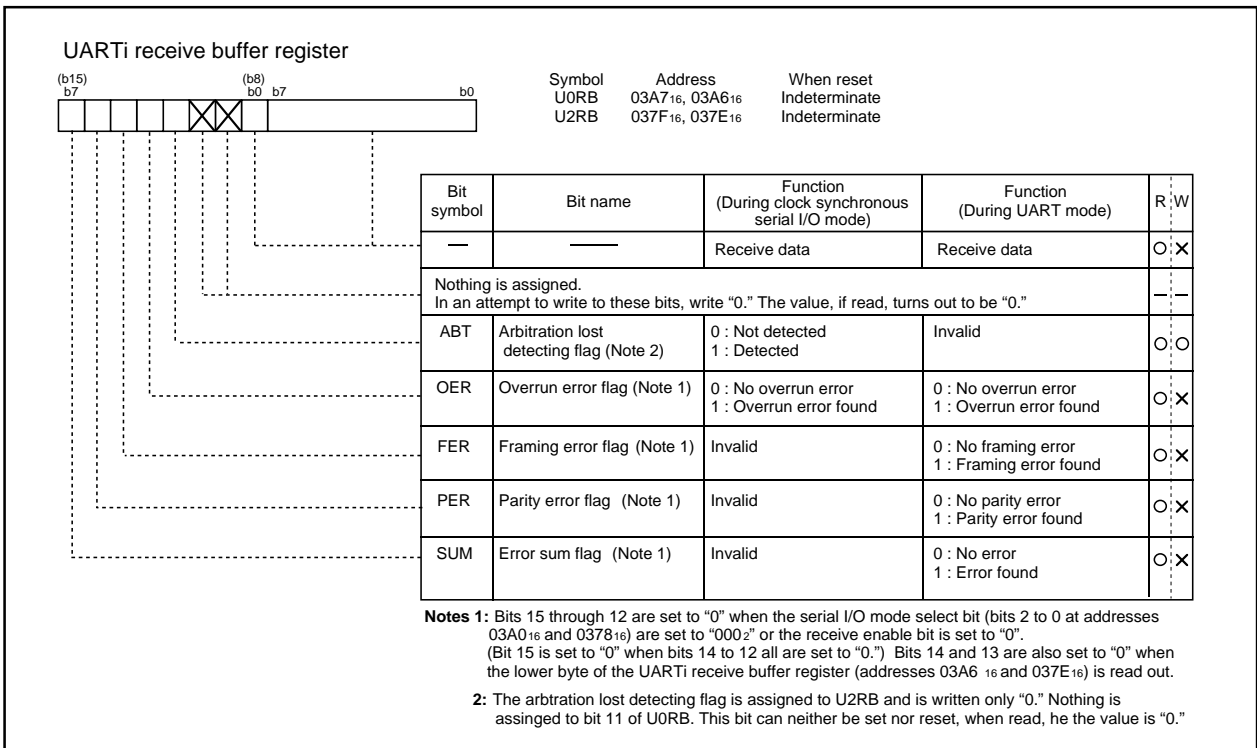 UARTi receive buffer register
(b15) (b8)
b7 b0 b7 b0
Symbol Address When reset
U0RB 03A716, 03A616 Indeterminate
U2RB 037F16, 037E16 Indeterminate
Bit symbol Bit name Function (During clock synchronous serial I/O mode) Function (During UART mode) R W
— —— Receive data Receive data O X
Nothing is assigned.
In an attempt to write to these bits, write “0.” The value, if read, turns out to be “0.” — —
ABT Arbitration lost detecting flag (Note 2) 0 : Not detected 1 : Detected Invalid O O
OER Overrun error flag (Note 1) 0 : No overrun error 1 : Overrun error found 0 : No overrun error 1 : Overrun error found O X
FER Framing error flag (Note 1) Invalid 0 : No framing error 1 : Framing error found O X
PER Parity error flag (Note 1) Invalid 0 : No parity error 1 : Parity error found O X
SUM Error sum flag (Note 1) Invalid 0 : No error 1 : Error found O X
Notes 1: Bits 15 through 12 are set to “0” when the serial I/O mode select bit (bits 2 to 0 at addresses
03A016 and 037816) are set to “0002” or the receive enable bit is set to “0”.
(Bit 15 is set to “0” when bits 14 to 12 all are set to “0.”) Bits 14 and 13 are also set to “0” when
the lower byte of the UARTi receive buffer register (addresses 03A6 16 and 037E16) is read out.
2: The arbtration lost detecting flag is assigned to U2RB and is written only “0.” Nothing is
assinged to bit 11 of U0RB. This bit can neither be set nor reset, when read, he the value is “0.”